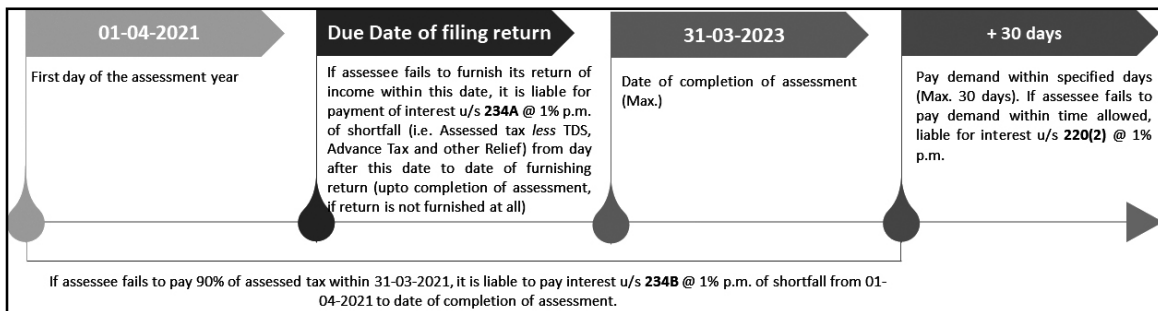 01-04-2021
First day of the assessment year
Due Date of filing return
If assessee fails to furnish its return of
income within this date, it is liable for
payment of interest u/s 234A @ 1% p.m.
of shortfall (i.e. Assessed tax less TDS,
Advance Tax and other Relief) from day
after this date to date of furnishing
return (upto completion of assessment,
if return is not furnished at all)
31-03-2023
Date of completion of assessment
(Max.)
+ 30 days
Pay demand within specified days
(Max. 30 days). If assessee fails to
pay demand within time allowed,
liable for interest u/s 220(2) @ 1%
p.m.
If assessee fails to pay 90% of assessed tax within 31-03-2021, it is liable to pay interest u/s 234B @ 1% p.m. of shortfall from 01-
04-2021 to date of completion of assessment.